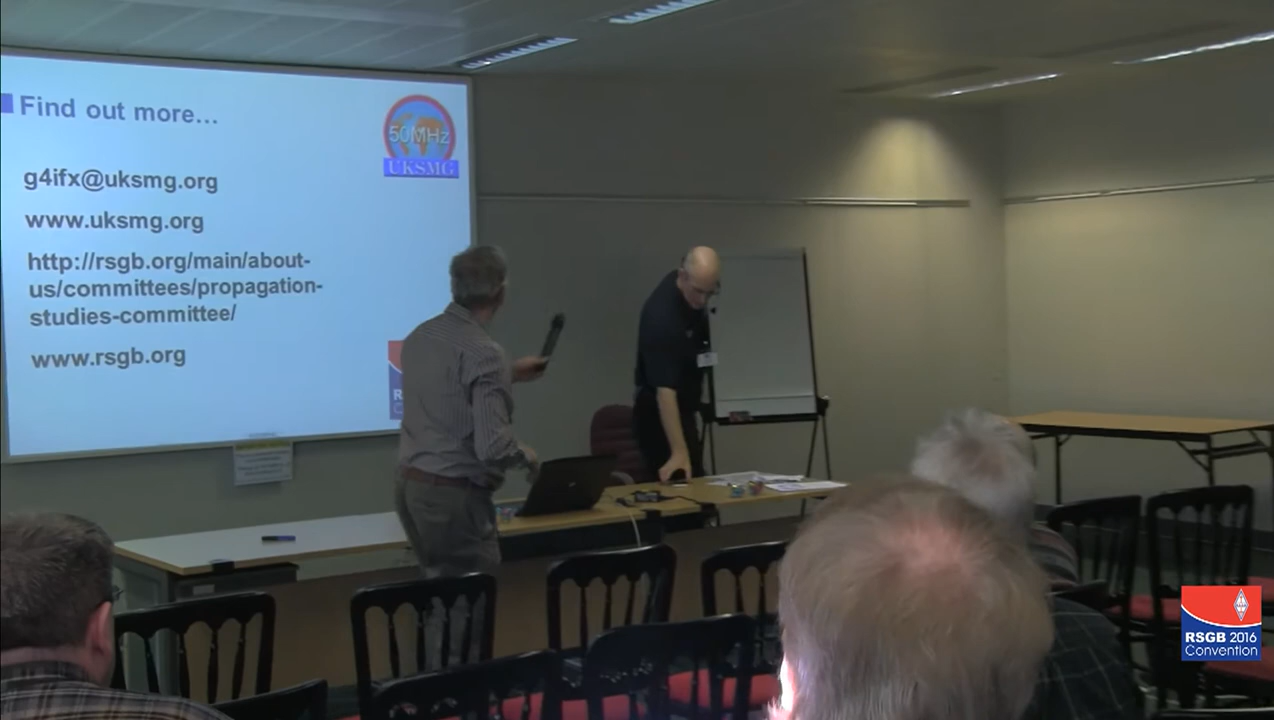 Find out more...
50MHz
UKSMG
g4ifx@uksmg.org
www.uksmg.org
http://rsgb.org/main/about-
us/committees/propagation-
studies-committee/
www.rsgb.org
RSGB 2016
Convention